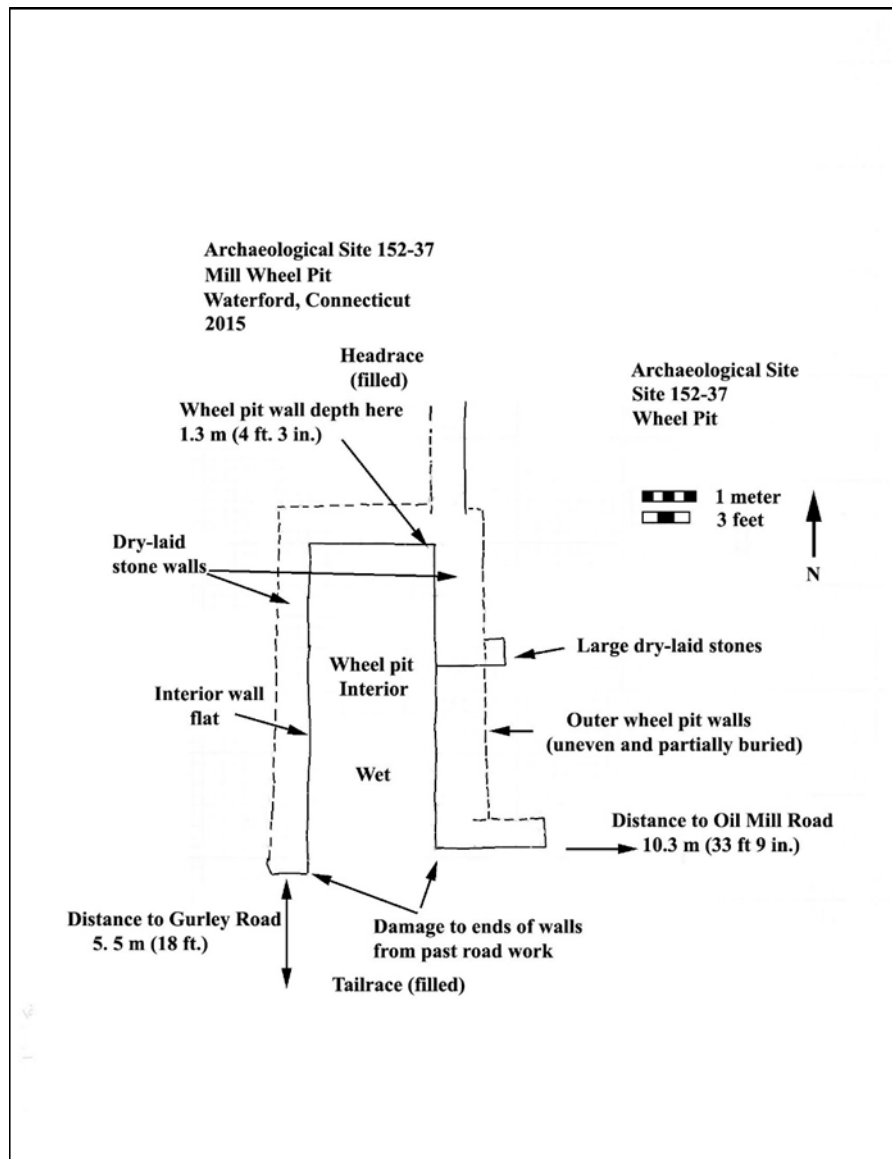 Archaeological Site 152-37
Mill Wheel Pit
Waterford, Connecticut
2015
Headrace
(filled)
Archaeological Site
Site 152-37
Wheel Pit
Wheel pit wall depth here
1.3 m (4 ft. 3 in.)
1 meter
3 feet
N
Dry-laid
stone walls
Large dry-laid stones
Wheel pit
Interior
Interior wall
flat
Outer wheel pit walls
(uneven and partially buried)
Wet
Distance to Oil Mill Road
10.3 m (33 ft 9 in.)
Distance to Gurley Road
5. 5 m (18 ft.)
Damage to ends of walls
from past road work
Tailrace (filled)